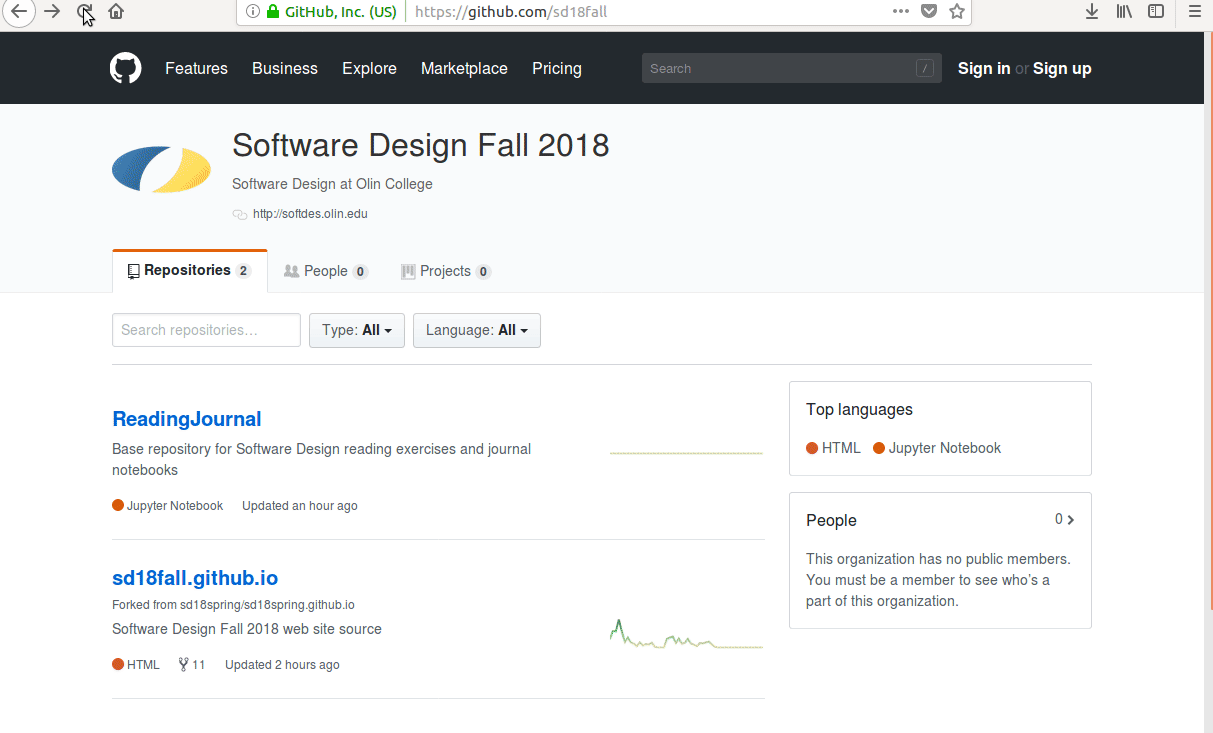 GitHub, Inc. (US) https://github.com/sd18fall
Features Business Explore Marketplace Pricing Search / Sign in or Sign up
Software Design Fall 2018
Software Design at Olin College
http://softdes.olin.edu
Repositories 2 People 0 Projects 0
Search repositories… Type: All Language: All
ReadingJournal
Base repository for Software Design reading exercises and journal
notebooks
Jupyter Notebook Updated an hour ago
sd18fall.github.io
Forked from sd18spring/sd18spring.github.io
Software Design Fall 2018 web site source
HTML 11 Updated 2 hours ago
Top languages
HTML Jupyter Notebook
People 0
This organization has no public members.
You must be a member to see who's a
part of this organization.